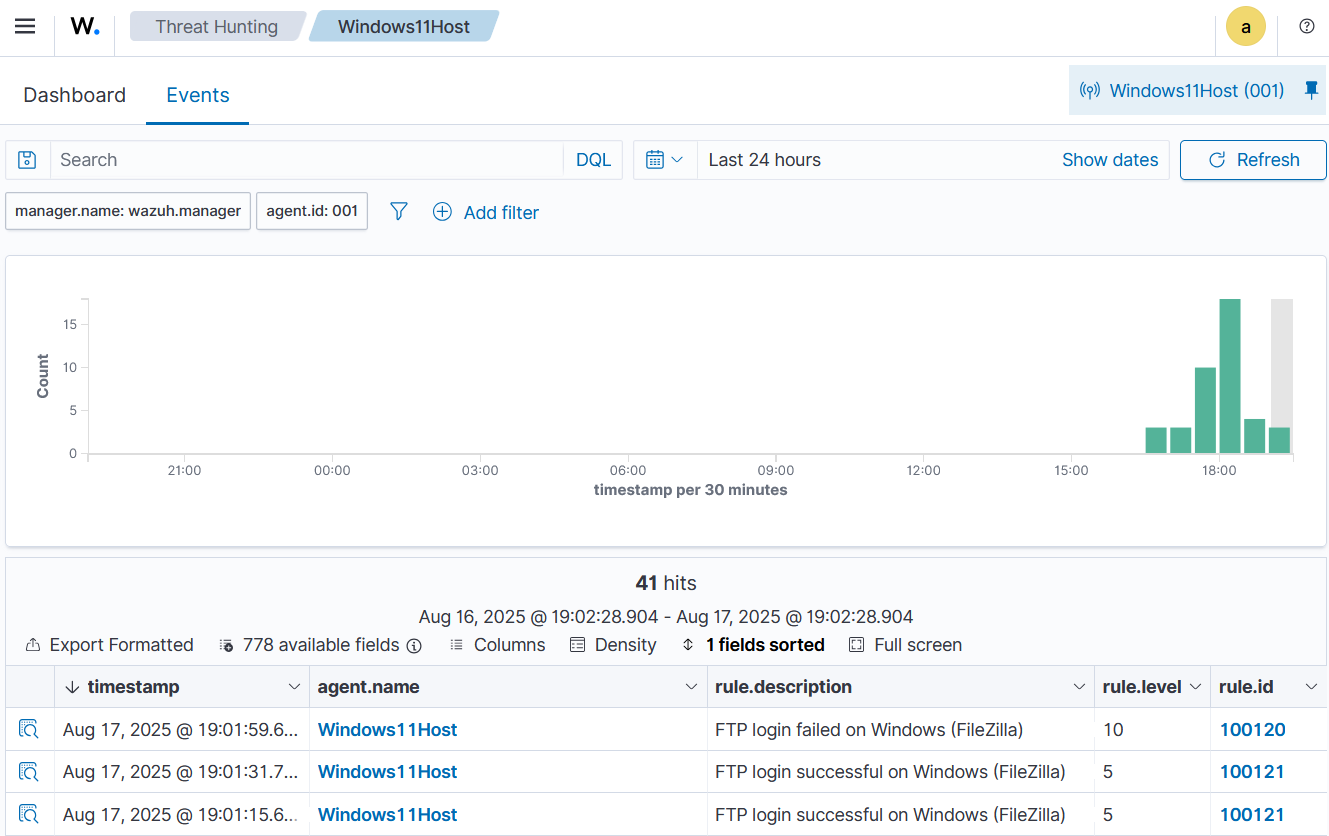 W. Threat Hunting Windows11Host a
Dashboard Events Windows11Host (001)
Search DQL Last 24 hours Show dates Refresh
manager.name: wazuh.manager agent.id: 001 Add filter
15
10
5
0
Count
21:00 00:00 03:00 06:00 09:00 12:00 15:00 18:00
timestamp per 30 minutes
41 hits
Aug 16, 2025 @ 19:02:28.904 - Aug 17, 2025 @ 19:02:28.904
Export Formatted 778 available fields Columns Density 1 fields sorted Full screen
timestamp agent.name rule.description rule.level rule.id
Aug 17, 2025 @ 19:01:59.6... Windows11Host FTP login failed on Windows (FileZilla) 10 100120
Aug 17, 2025 @ 19:01:31.7... Windows11Host FTP login successful on Windows (FileZilla) 5 100121
Aug 17, 2025 @ 19:01:15.6... Windows11Host FTP login successful on Windows (FileZilla) 5 100121